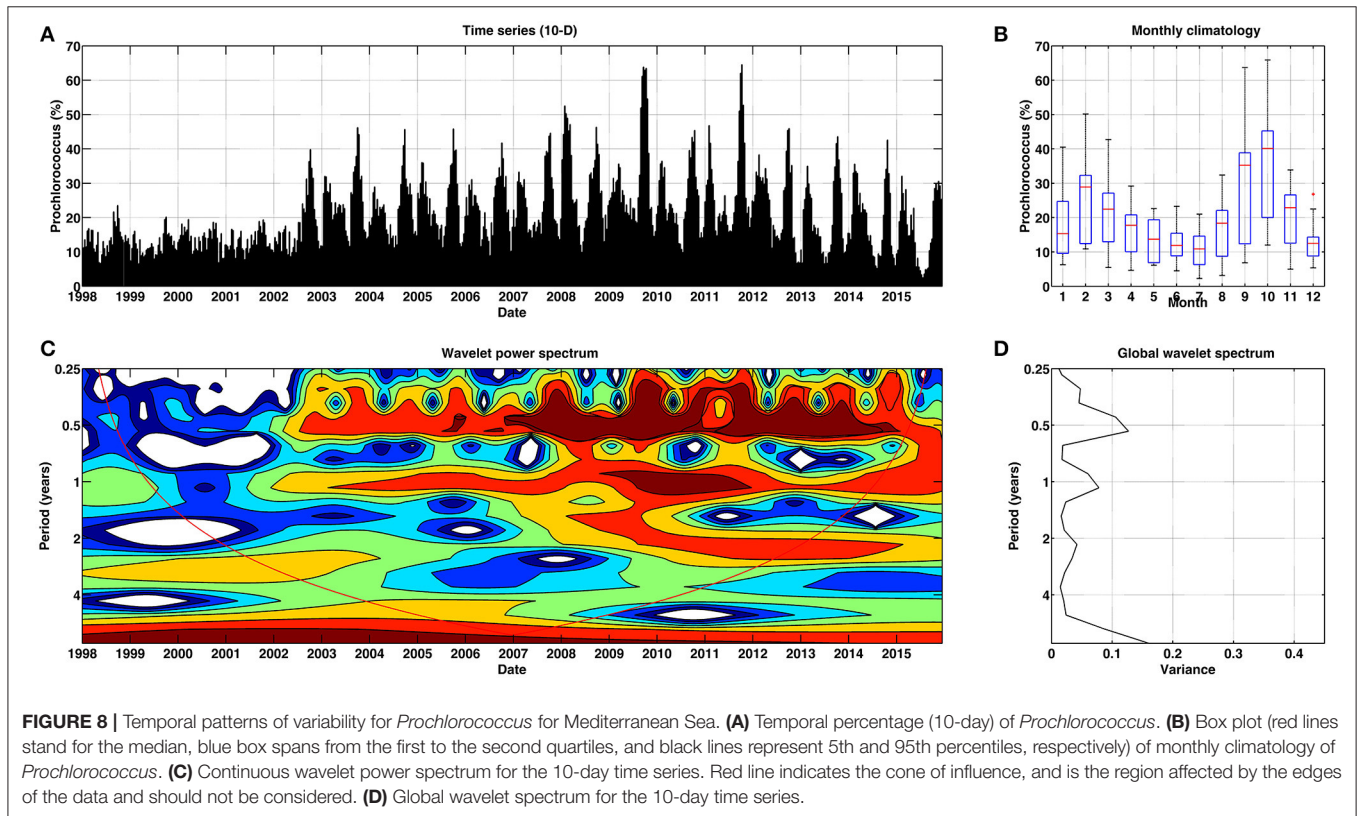 A
Time series (10-D)
70
60
50
40
30
20
10
0
Prochlorococcus (%)
1998 1999 2000 2001 2002 2003 2004 2005 2006 2007 2008 2009 2010 2011 2012 2013 2014 2015
Date
B
Monthly climatology
70
60
50
40
30
20
10
0
Prochlorococcus (%)
1 2 3 4 5 6 7 8 9 10 11 12
Month
C
Wavelet power spectrum
0.25
0.5
1
2
4
Period (years)
1998 1999 2000 2001 2002 2003 2004 2005 2006 2007 2008 2009 2010 2011 2012 2013 2014 2015
Date
D
Global wavelet spectrum
0.25
0.5
1
2
4
Period (years)
0 0.1 0.2 0.3 0.4
Variance
FIGURE 8 | Temporal patterns of variability for Prochlorococcus for Mediterranean Sea. (A) Temporal percentage (10-day) of Prochlorococcus. (B) Box plot (red lines
stand for the median, blue box spans from the first to the second quartiles, and black lines represent 5th and 95th percentiles, respectively) of monthly climatology of
Prochlorococcus. (C) Continuous wavelet power spectrum for the 10-day time series. Red line indicates the cone of influence, and is the region affected by the edges
of the data and should not be considered. (D) Global wavelet spectrum for the 10-day time series.